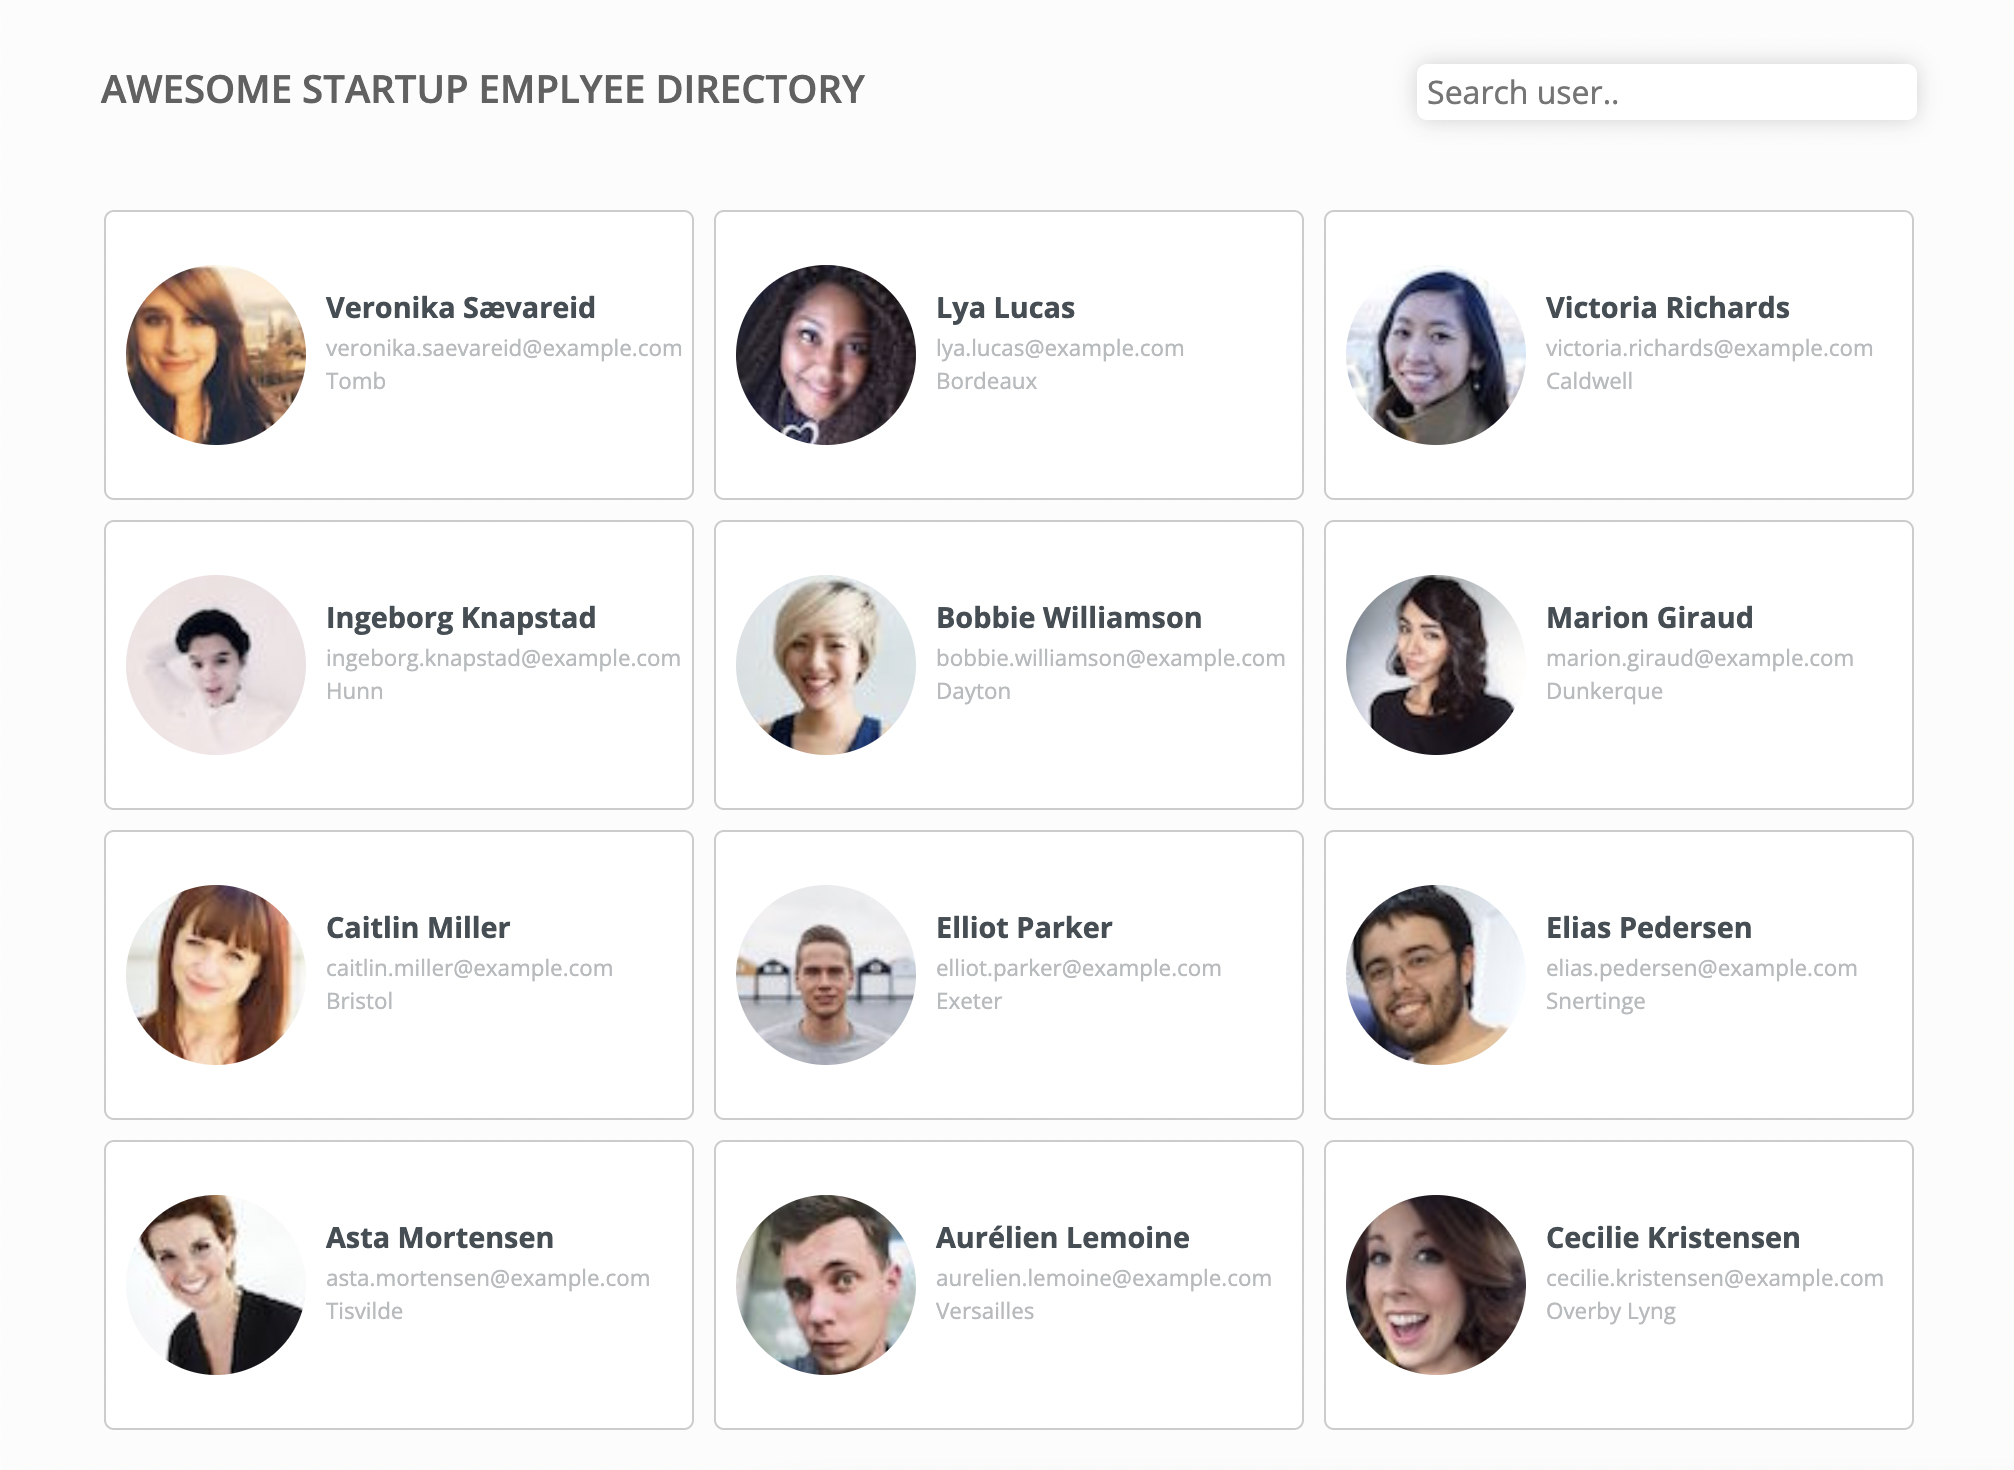 AWESOME STARTUP EMPLYEE DIRECTORY
Search user..
Veronika Sævareid
veronika.saevareid@example.com
Tomb
Lya Lucas
lya.lucas@example.com
Bordeaux
Victoria Richards
victoria.richards@example.com
Caldwell
Ingeborg Knapstad
ingeborg.knapstad@example.com
Hunn
Bobbie Williamson
bobbie.williamson@example.com
Dayton
Marion Giraud
marion.giraud@example.com
Dunkerque
Caitlin Miller
caitlin.miller@example.com
Bristol
Elliot Parker
elliot.parker@example.com
Exeter
Elias Pedersen
elias.pedersen@example.com
Snertinge
Asta Mortensen
asta.mortensen@example.com
Tisvilde
Aurélien Lemoine
aurelien.lemoine@example.com
Versailles
Cecilie Kristensen
cecilie.kristensen@example.com
Overby Lyng